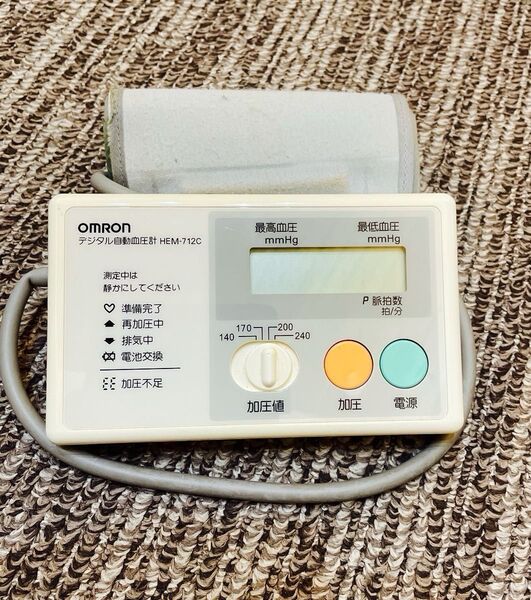 OMRON
デジタル自動血圧計 HEM-712C
測定中は
静かにしてください
準備完了
再加圧中
排気中
電池交換
EE 加圧不足
最高血圧
mmHg
最低血圧
mmHg
P 脈拍数
拍/分
140 170 200 240
加圧値
加圧
電源